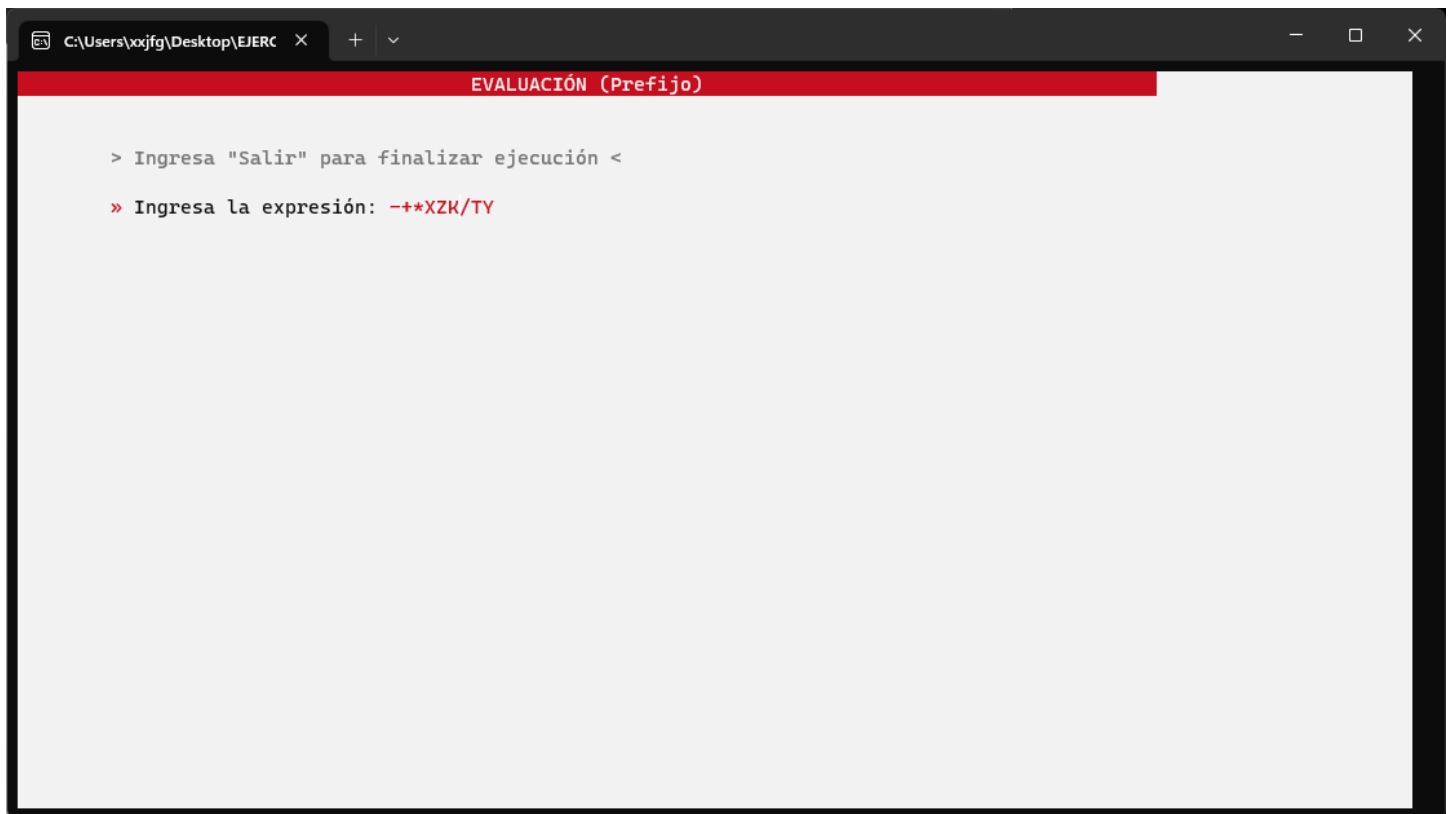 C:\Users\xxjfg\Desktop\EJERC
EVALUACIÓN (Prefijo)
> Ingresa "Salir" para finalizar ejecución <
» Ingresa la expresión: -+*XZK/TY